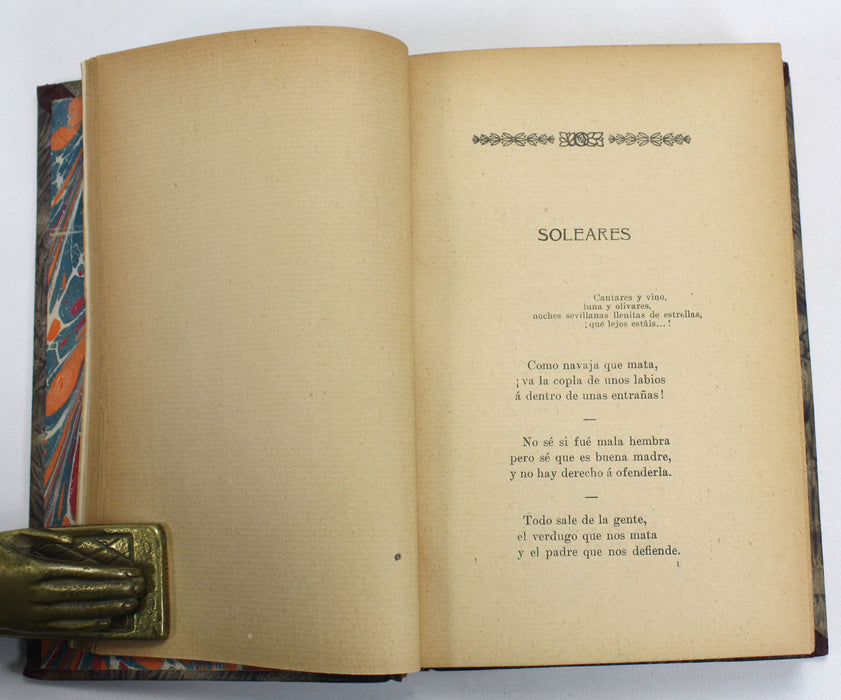 SOLEARES
Cantares y vino,
luna y olivares,
noches sevillanas llenitas de estrellas,
¡qué lejos estáis...!
Como navaja que mata,
¡va la copla de unos labios
á dentro de unas entrañas!
—
No sé si fué mala hembra
pero sé que es buena madre,
y no hay derecho á ofenderla.
—
Todo sale de la gente,
el verdugo que nos mata
y el padre que nos defiende.
1